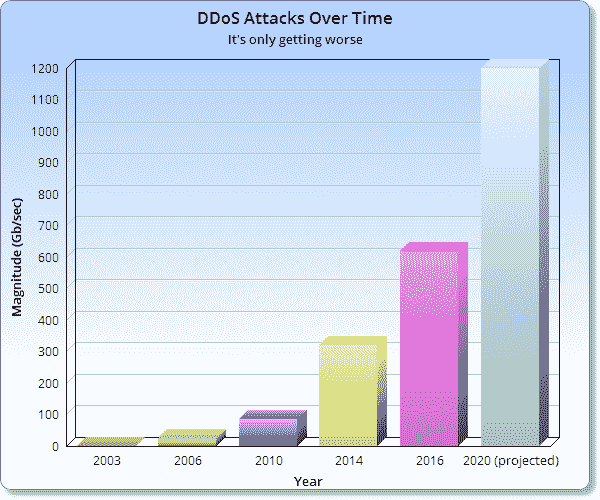 DDoS Attacks Over Time
It's only getting worse
Magnitude (Gb/sec)
1200
1100
1000
900
800
700
600
500
400
300
200
100
0
2003 2006 2010 2014 2016 2020 (projected)
Year